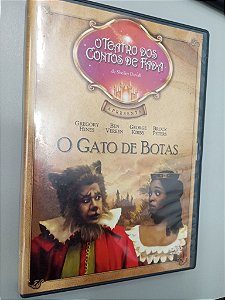 O TEATRO DOS
CONTOS DE FADA
de Shelley Duvall
APRESENTA
GREGORY BEN GEORGE BROCK
HINES VEREEN KIRBY PETERS
O GATO DE BOTAS